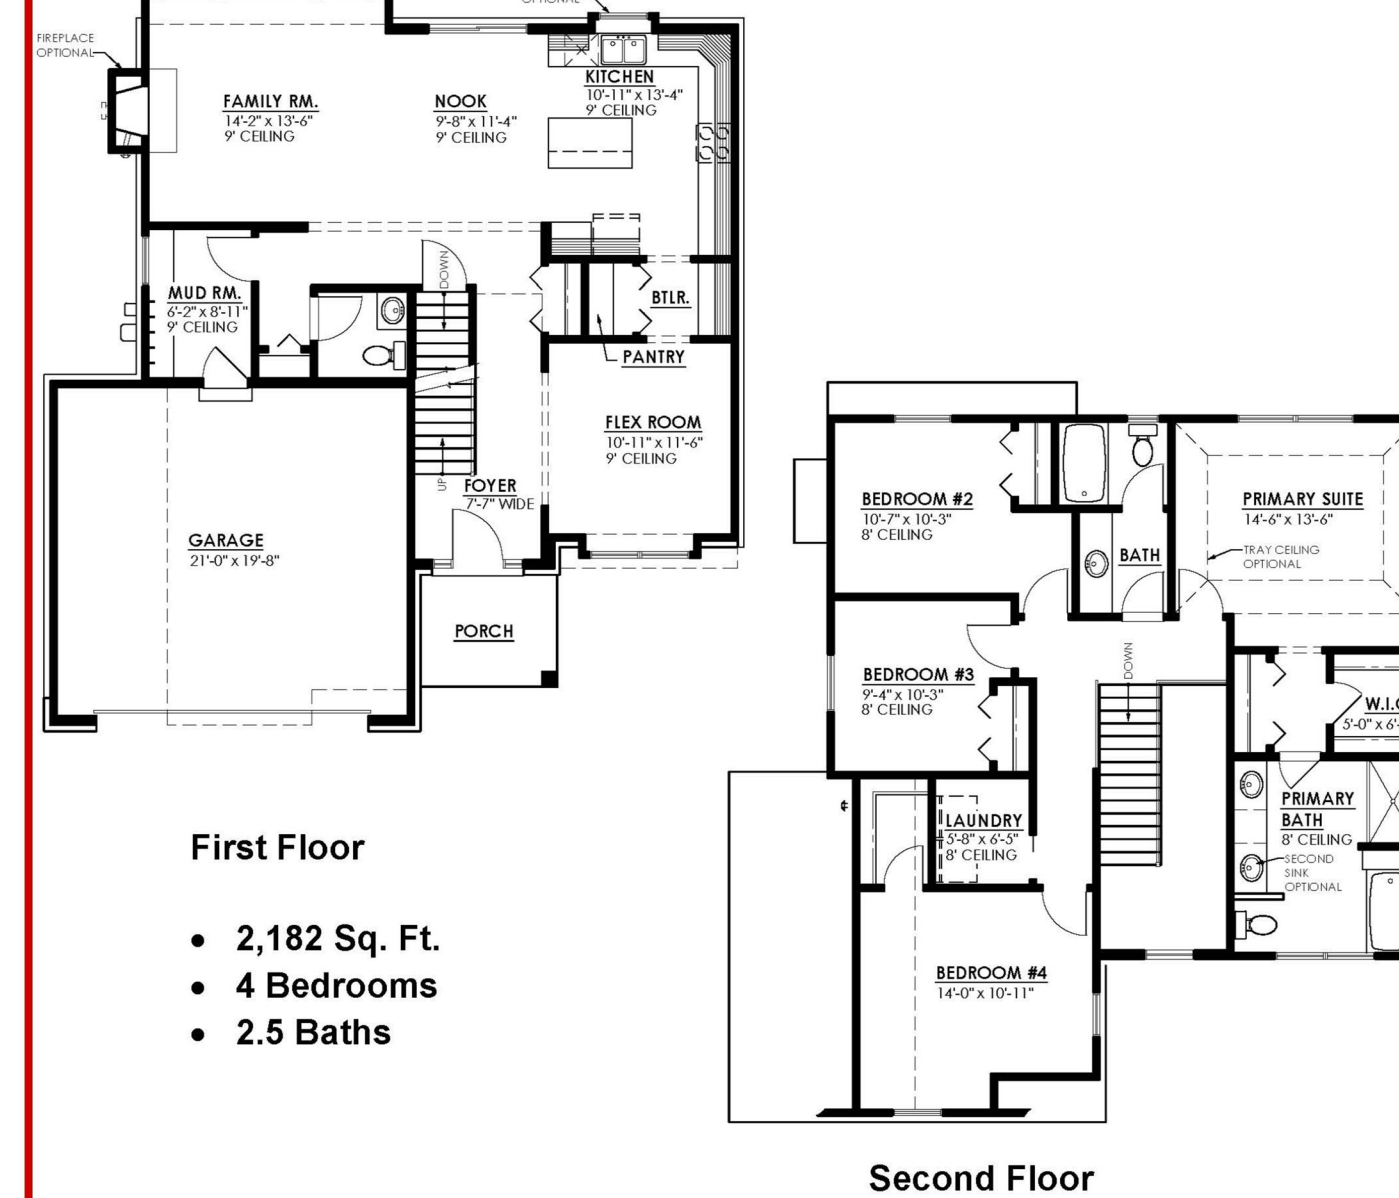 OPTIONAL
FIREPLACE
OPTIONAL
FAMILY RM.
14'-2" x 13'-6"
9' CEILING
NOOK
9'-8" x 11'-4"
9' CEILING
KITCHEN
10'-11" x 13'-4"
9' CEILING
MUD RM.
6'-2" x 8'-11"
9' CEILING
DOWN
BTLR.
PANTRY
FLEX ROOM
10'-11" x 11'-6"
9' CEILING
UP
FOYER
7'-7" WIDE
GARAGE
21'-0" x 19'-8"
PORCH
First Floor
• 2,182 Sq. Ft.
• 4 Bedrooms
• 2.5 Baths
BEDROOM #2
10'-7" x 10'-3"
8' CEILING
BATH
PRIMARY SUITE
14'-6" x 13'-6"
TRAY CEILING
OPTIONAL
BEDROOM #3
9'-4" x 10'-3"
8' CEILING
DOWN
W.I.C
5'-0" x 6'-
LAUNDRY
5'-8" x 6'-5"
8' CEILING
PRIMARY
BATH
8' CEILING
SECOND
SINK
OPTIONAL
BEDROOM #4
14'-0" x 10'-11"
Second Floor